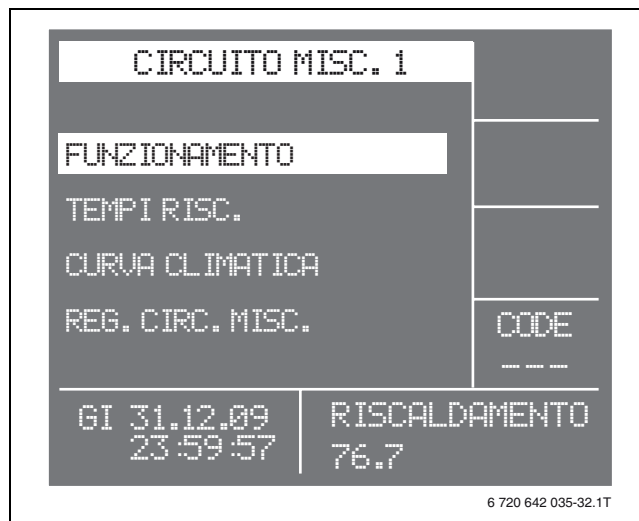 CIRCUITO MISC. 1
FUNZIONAMENTO
TEMPI RISC.
CURVA CLIMATICA
REG. CIRC. MISC.
CODE
---
GI 31.12.09
23:59:57
RISCALDAMENTO
76.7
6 720 642 035-32.1T